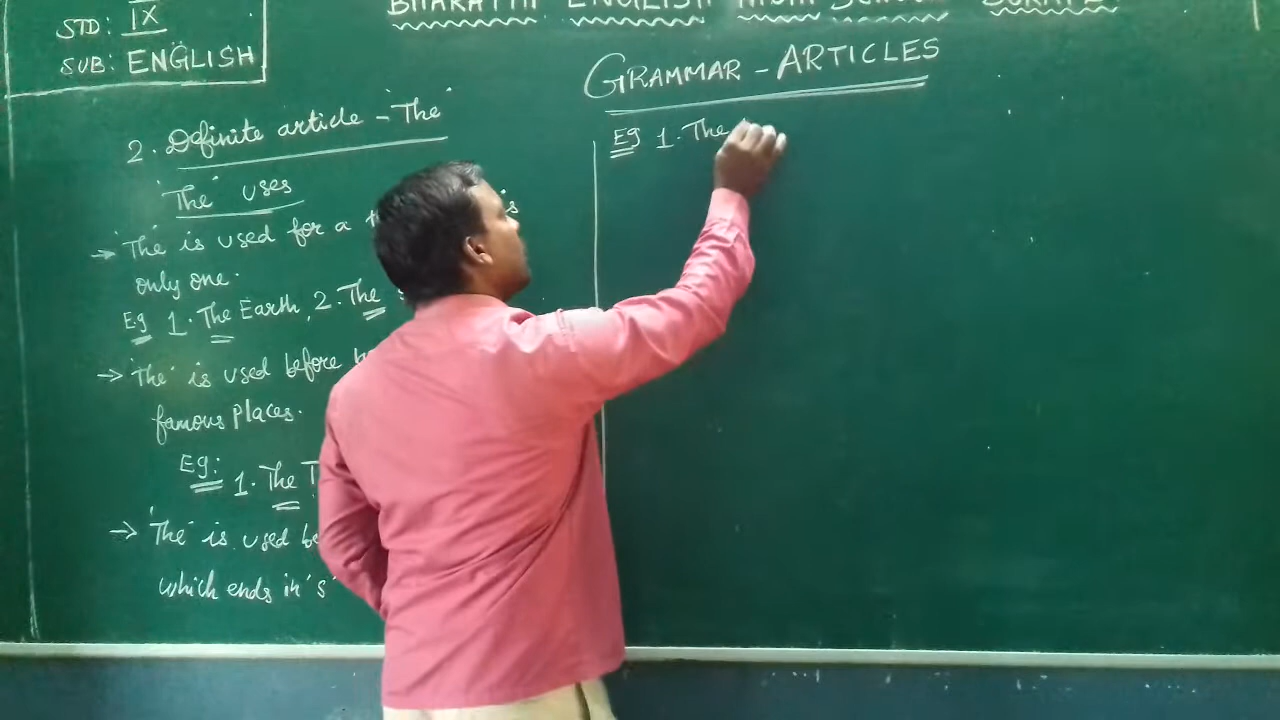 STD: IX
SUB: ENGLISH
BHARATHI ENGLISH HIGH SCHOOL
GRAMMAR - ARTICLES
2. Definite article - 'The'
'The' uses
→ 'The' is used for a
only one.
Eg 1. The Earth, 2. The
→ 'The' is used before
famous Places.
Eg: 1. The
→ 'The' is used
which ends in 's'
Eg 1. The